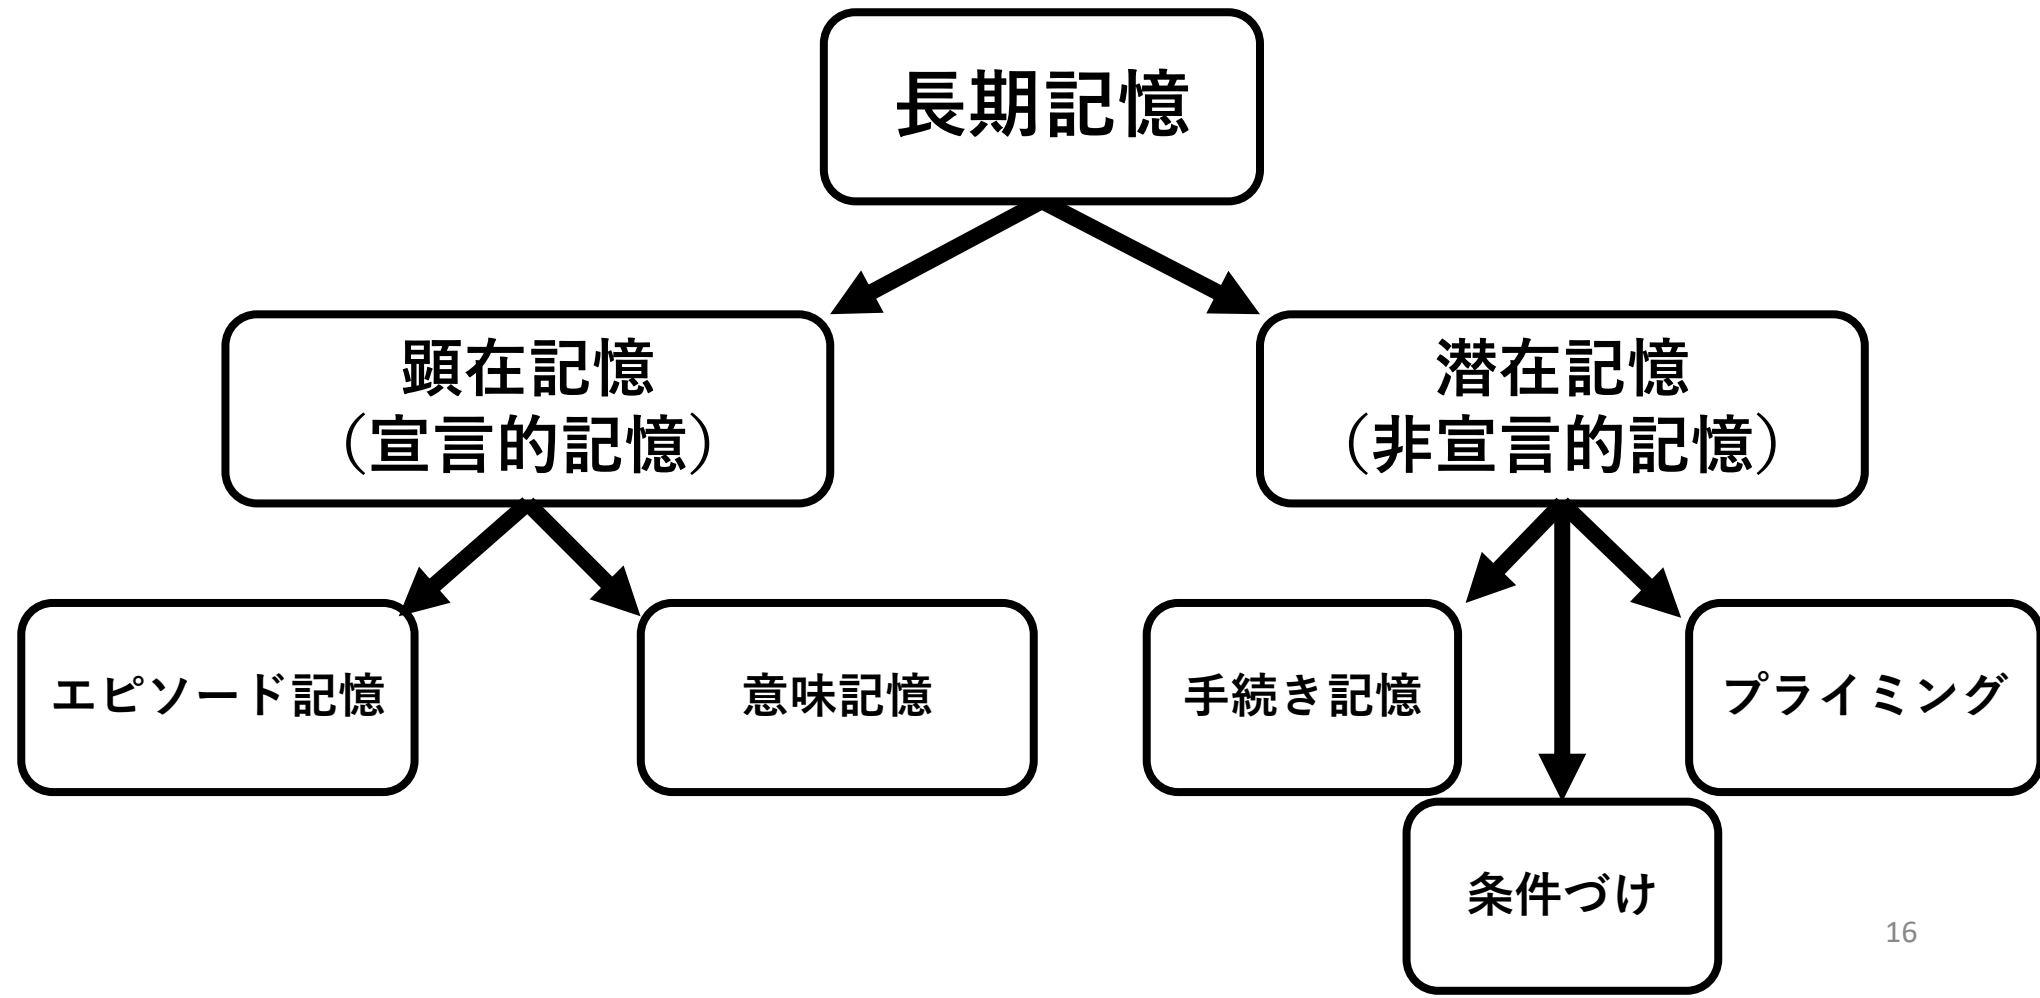 長期記憶
顕在記憶
（宣言的記憶）
潜在記憶
（非宣言的記憶）
エピソード記憶
意味記憶
手続き記憶
プライミング
条件づけ
16